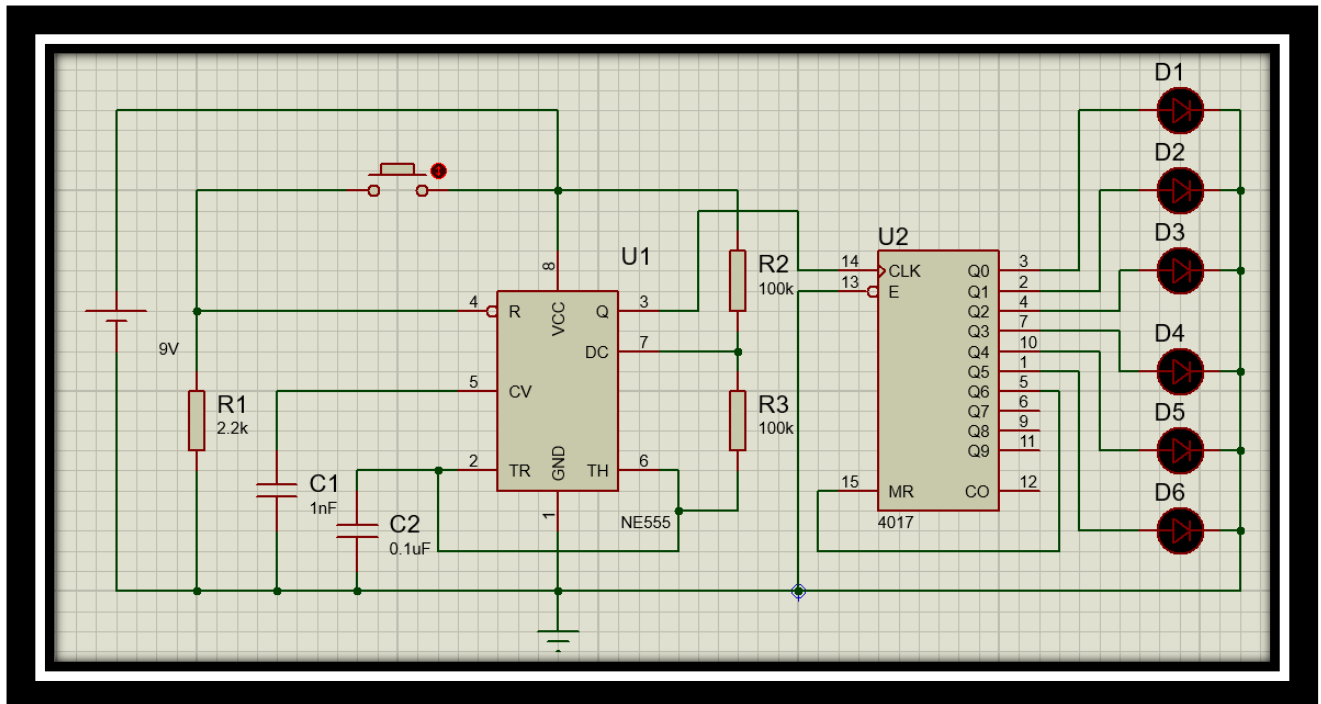 D1
D2
D3
D4
D5
D6
9V
R1
2.2k
C1
1nF
C2
0.1uF
U1
8
VCC
4
R
Q
3
DC
7
5
CV
2
TR
GND
TH
6
1
NE555
R2
100k
R3
100k
U2
14
CLK
Q0
3
13
E
Q1
2
Q2
4
Q3
7
Q4
10
Q5
1
Q6
5
Q7
6
Q8
9
Q9
11
15
MR
CO
12
4017